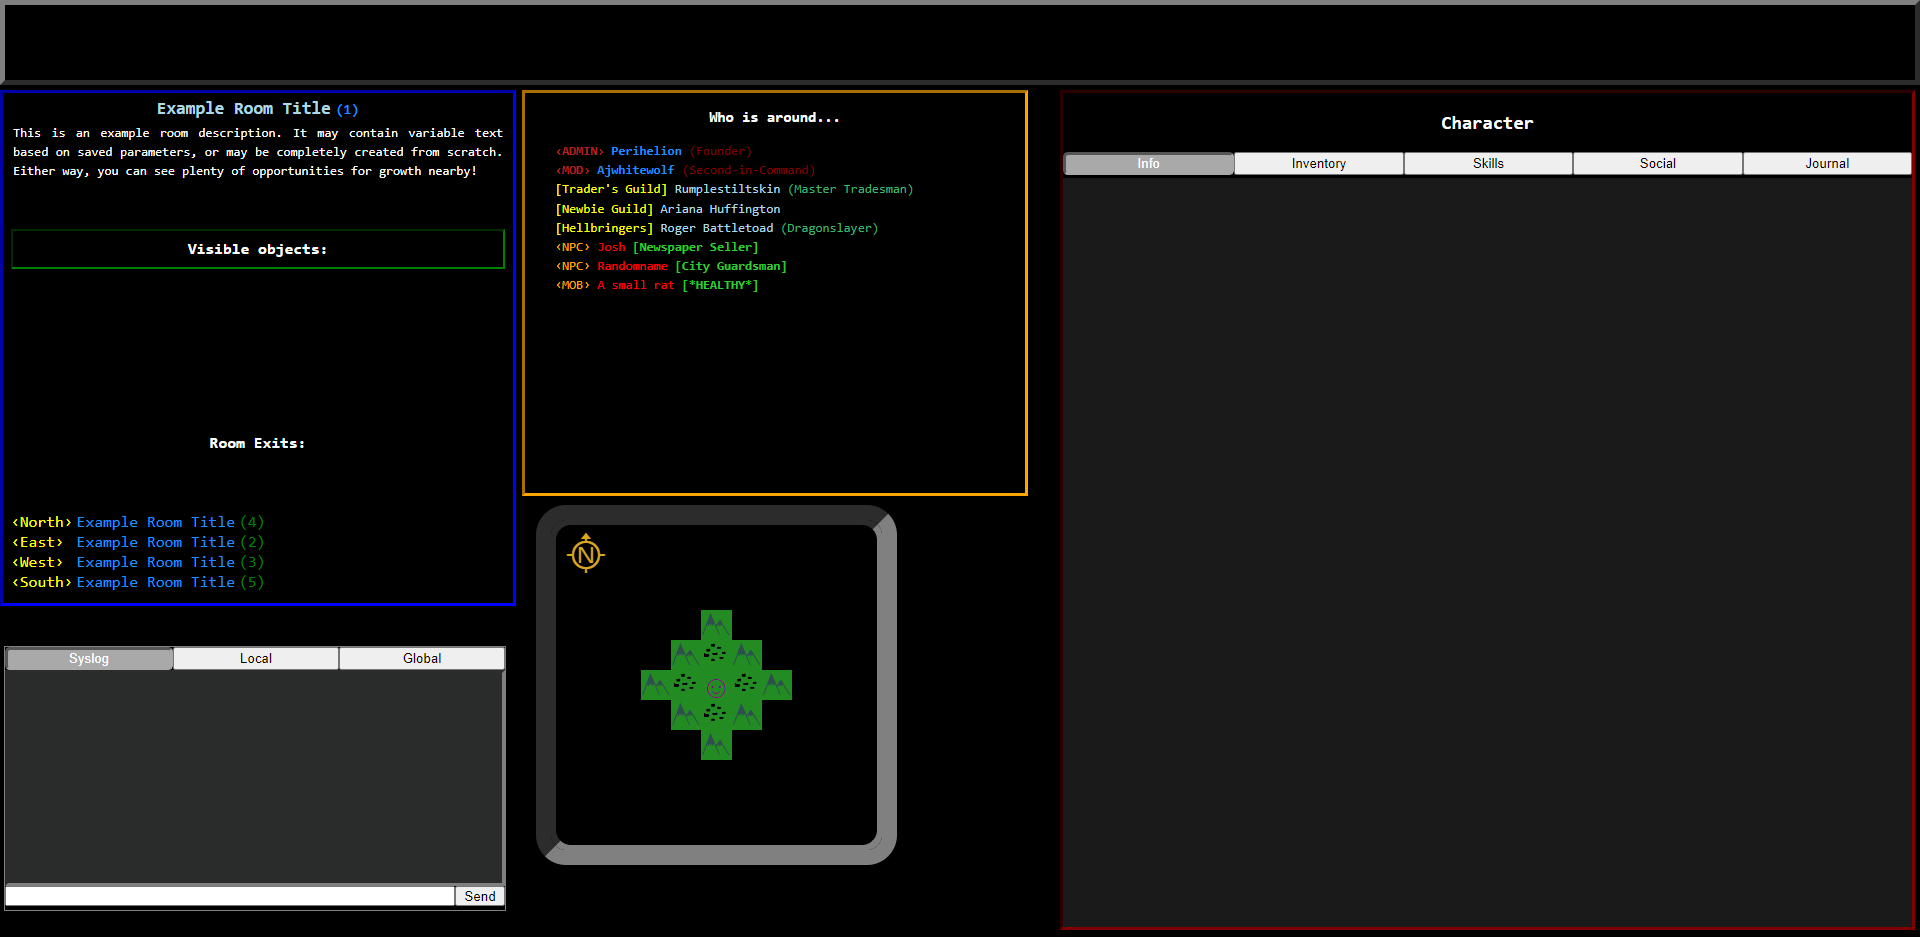 Example Room Title (1)
This is an example room description. It may contain variable text
based on saved parameters, or may be completely created from scratch.
Either way, you can see plenty of opportunities for growth nearby!
Visible objects:
Room Exits:
<North> Example Room Title (4)
<East> Example Room Title (2)
<West> Example Room Title (3)
<South> Example Room Title (5)
Syslog Local Global
Send
Who is around...
<ADMIN> Perihelion (Founder)
<MOD> Ajwhitewolf (Second-in-Command)
[Trader's Guild] Rumplestiltskin (Master Tradesman)
[Newbie Guild] Ariana Huffington
[Hellbringers] Roger Battletoad (Dragonslayer)
<NPC> Josh [Newspaper Seller]
<NPC> Randomname [City Guardsman]
<MOB> A small rat [*HEALTHY*]
N
Character
Info Inventory Skills Social Journal